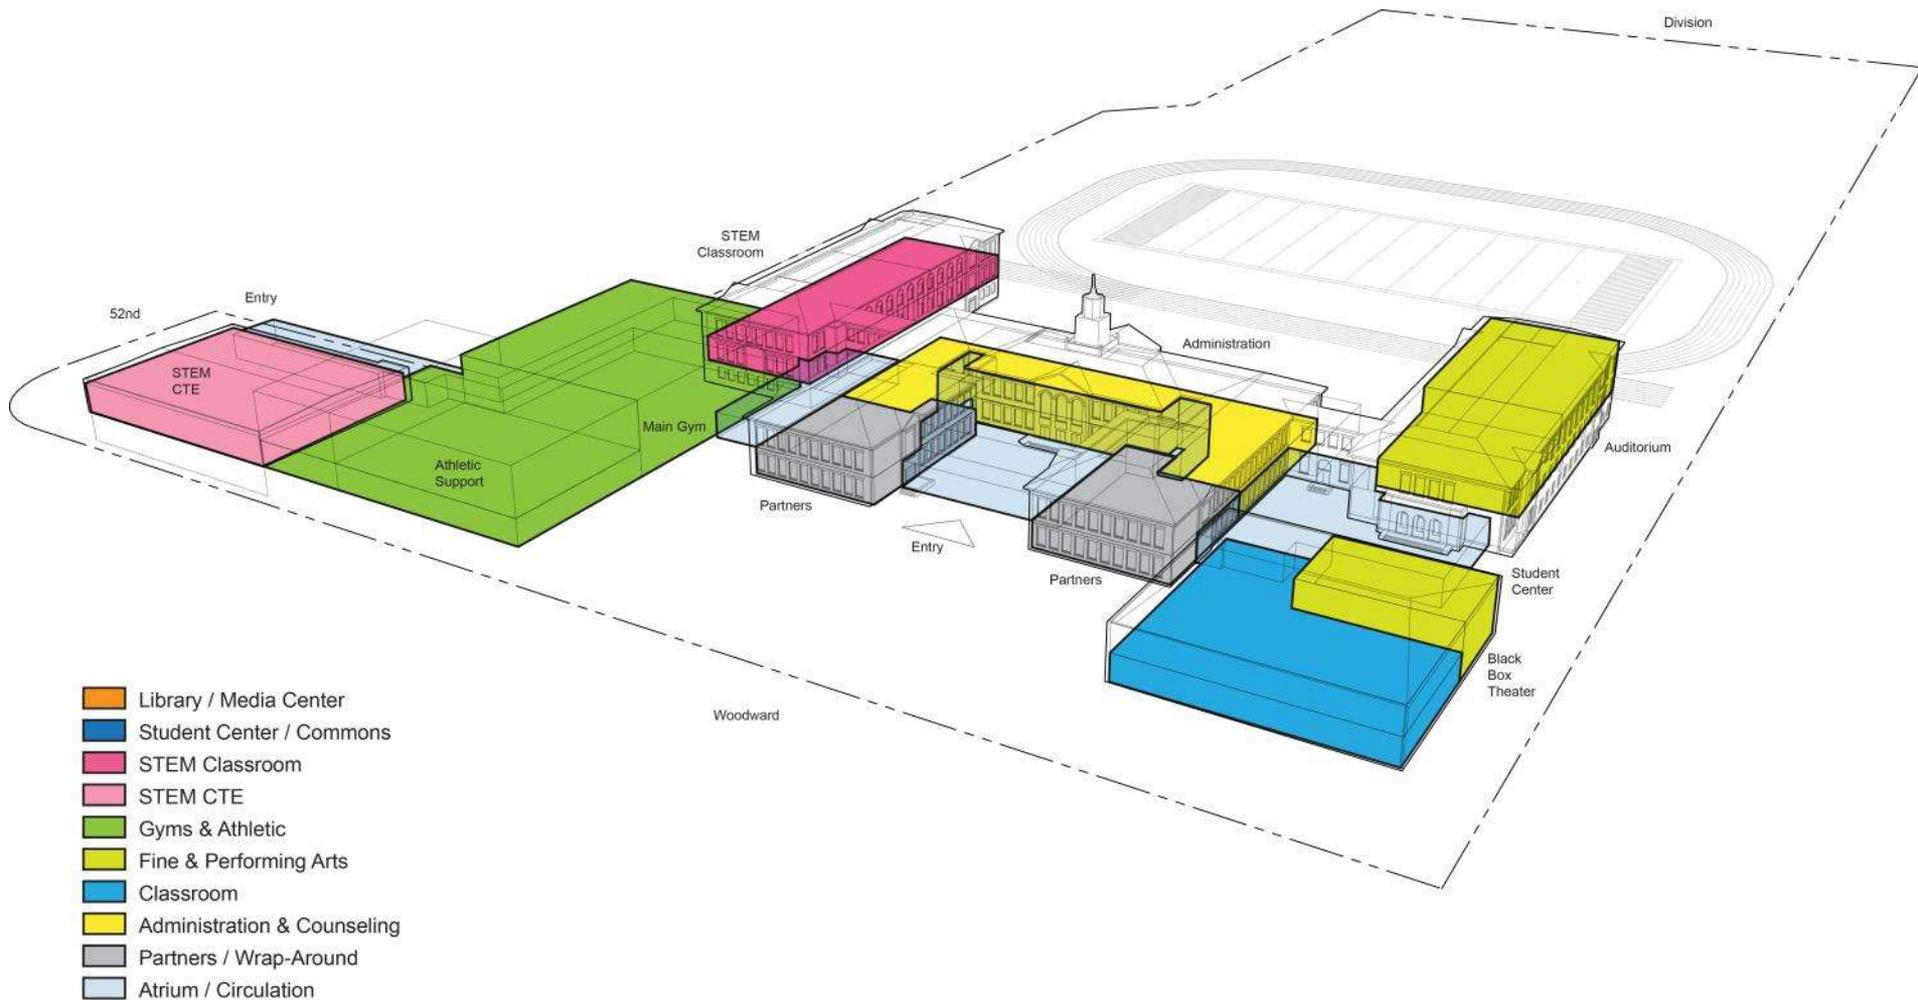 Division
STEM
Classroom
Entry
52nd
STEM
CTE
Administration
Main Gym
Athletic
Support
Auditorium
Partners
Entry
Partners
Student
Center
Black
Box
Theater
Woodward
Library / Media Center
Student Center / Commons
STEM Classroom
STEM CTE
Gyms & Athletic
Fine & Performing Arts
Classroom
Administration & Counseling
Partners / Wrap-Around
Atrium / Circulation